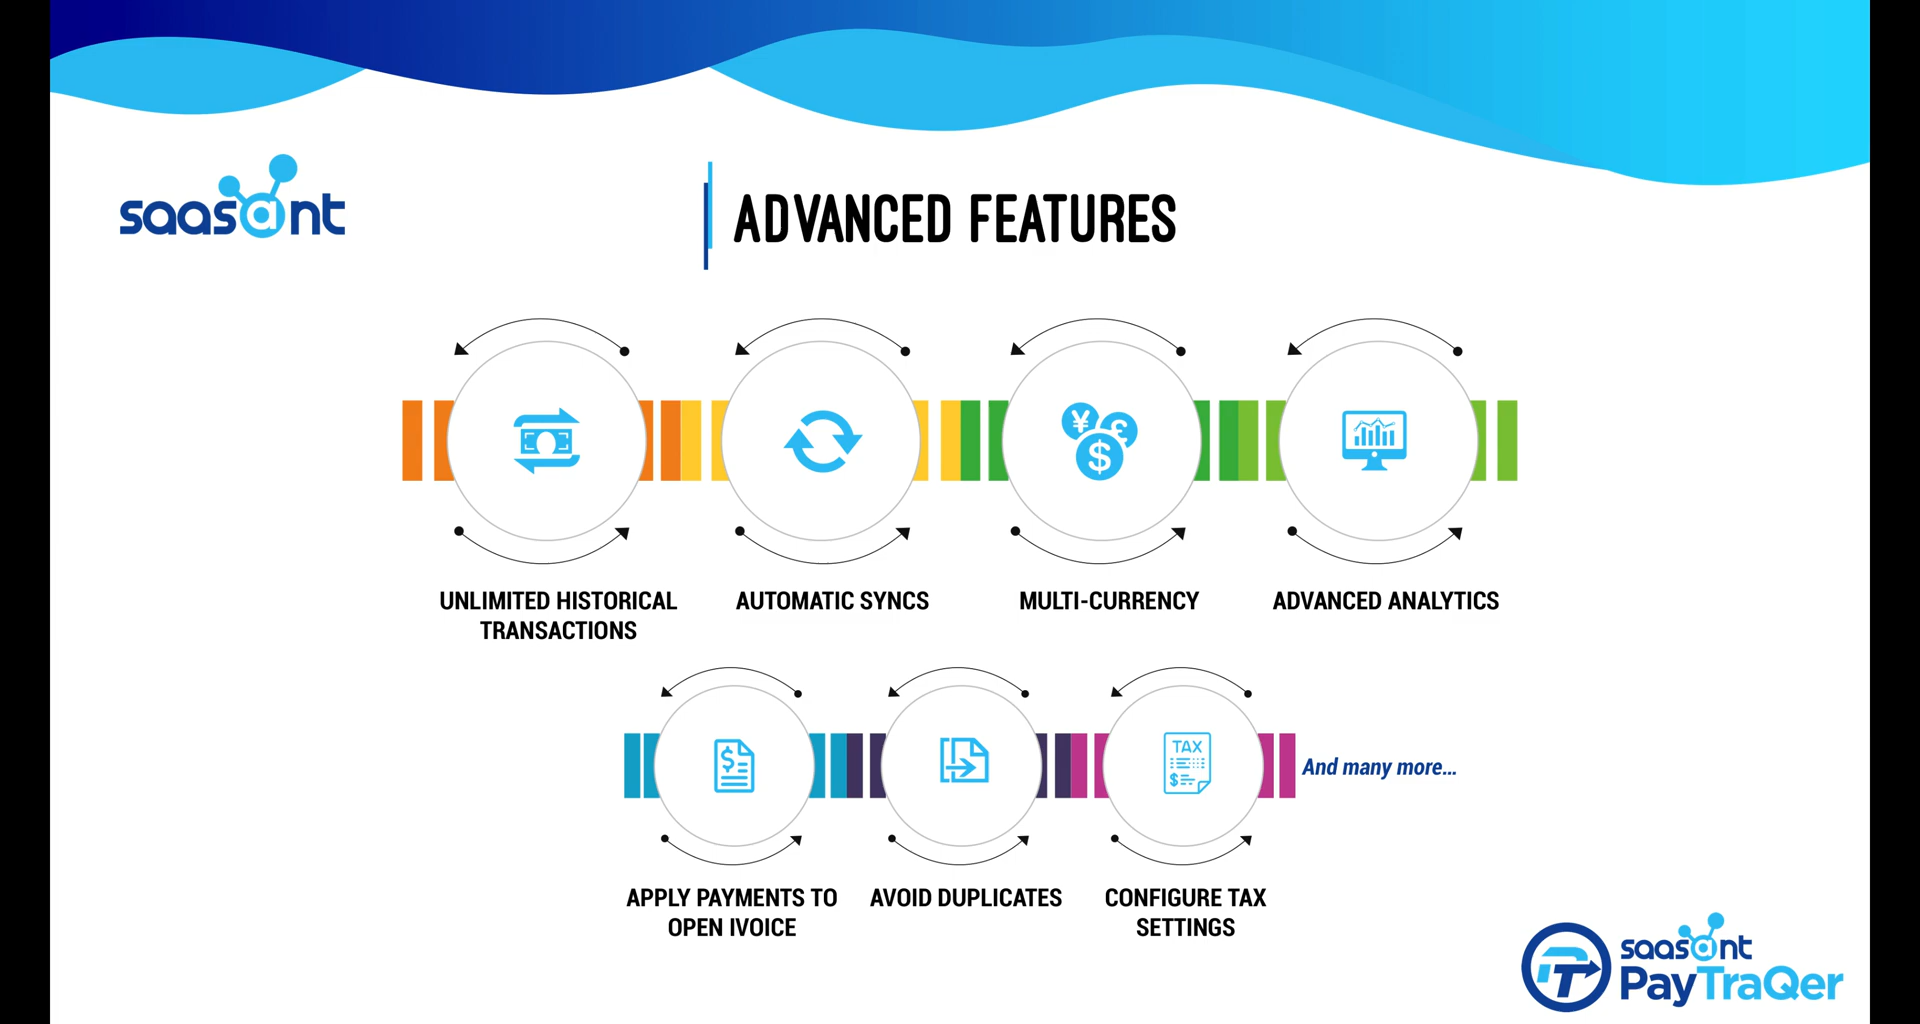 saasant
ADVANCED FEATURES
¥ £ $
UNLIMITED HISTORICAL
TRANSACTIONS
AUTOMATIC SYNCS
MULTI-CURRENCY
ADVANCED ANALYTICS
$
TAX
$
And many more...
APPLY PAYMENTS TO
OPEN IVOICE
AVOID DUPLICATES
CONFIGURE TAX
SETTINGS
PT
saasant
PayTraQer